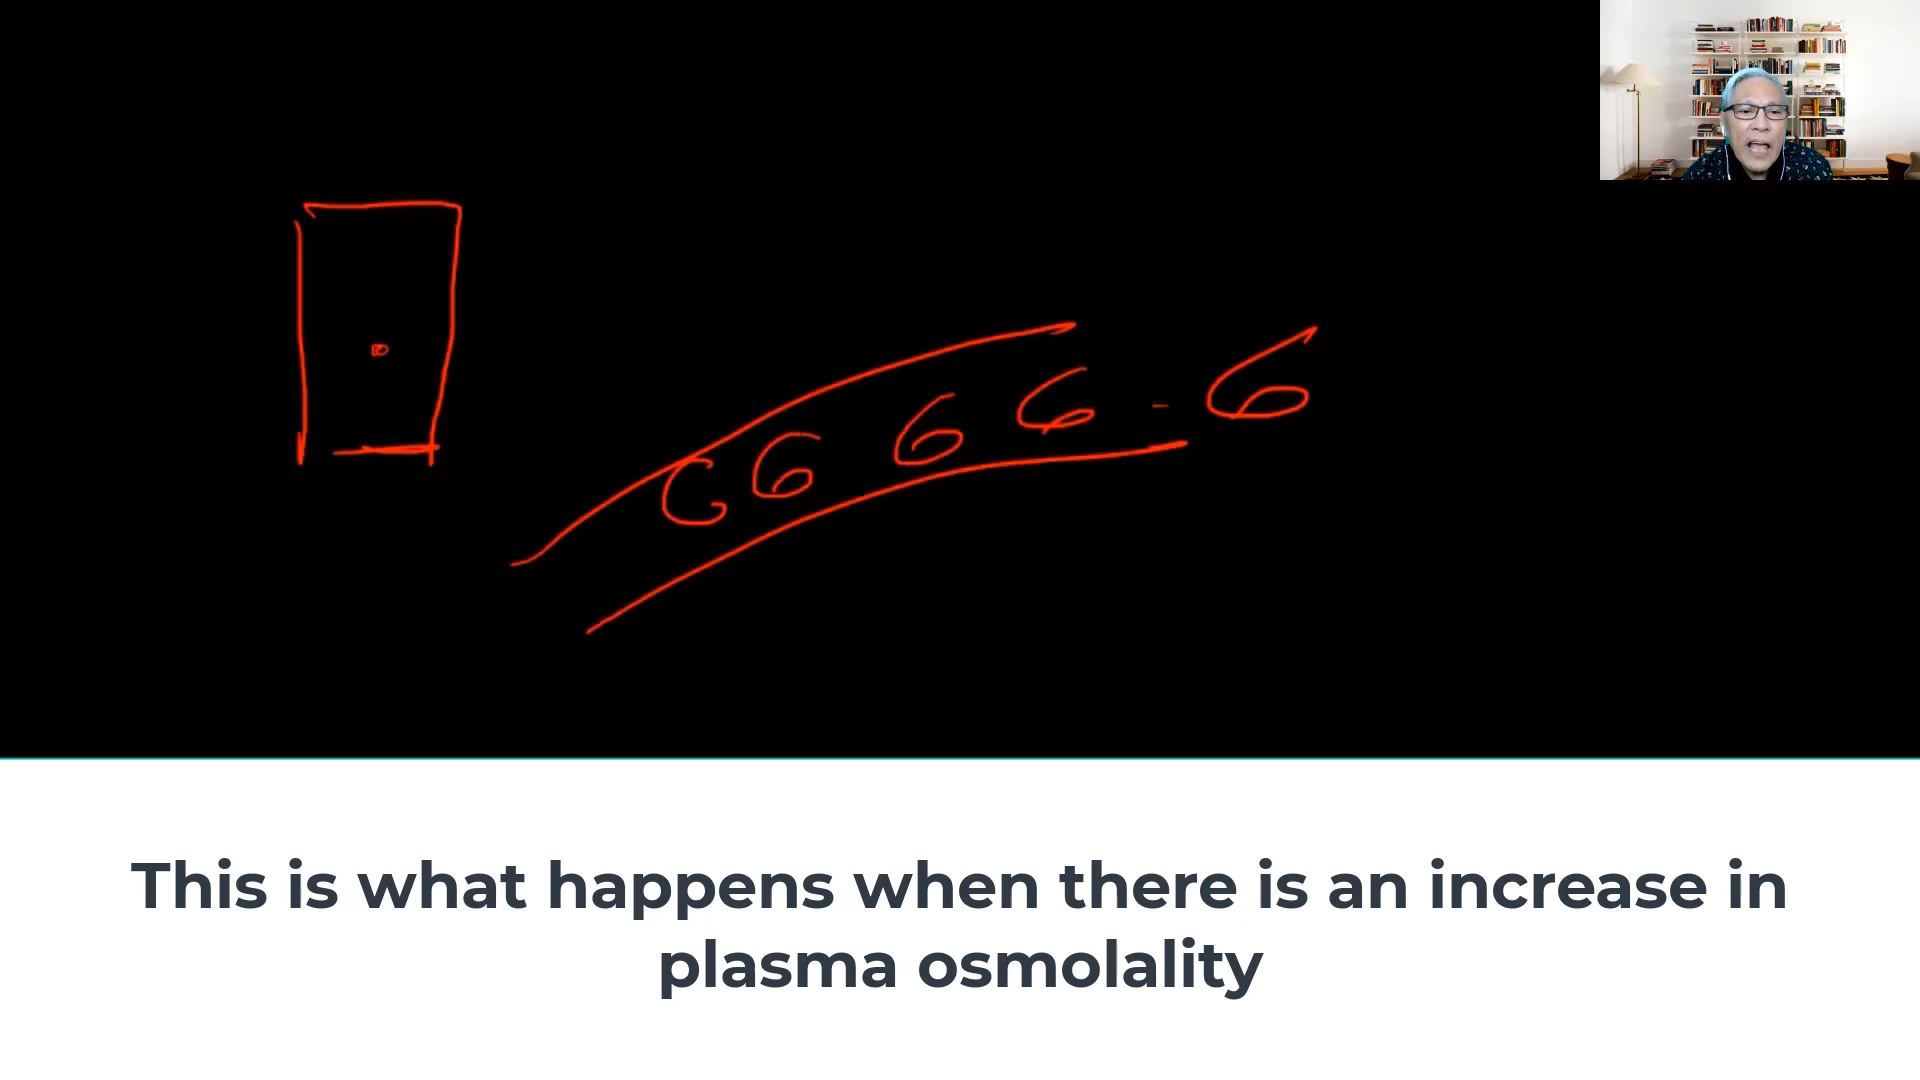 G G G G - G
This is what happens when there is an increase in
plasma osmolality